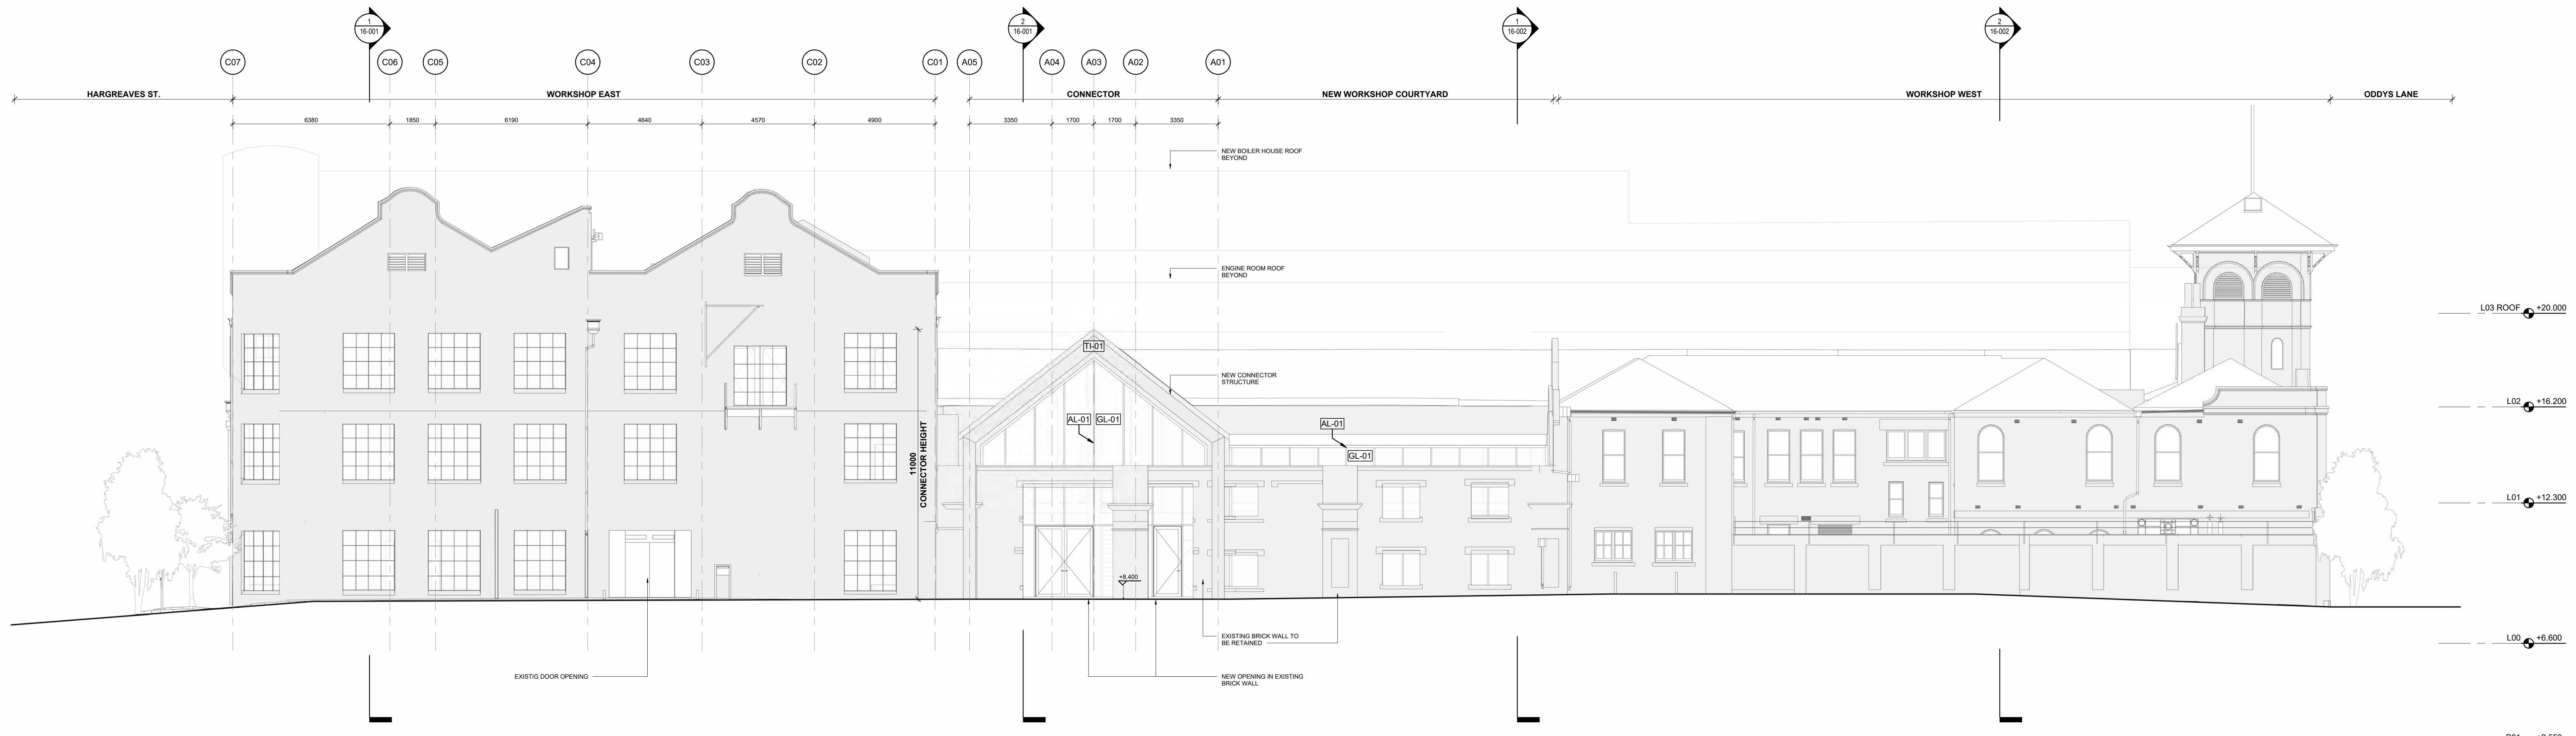 1
16-001
2
16-001
1
16-002
2
16-002
C07
C06
C05
C04
C03
C02
C01
A05
A04
A03
A02
A01
HARGREAVES ST.
WORKSHOP EAST
CONNECTOR
NEW WORKSHOP COURTYARD
WORKSHOP WEST
ODDYS LANE
6380
1850
6190
4640
4570
4900
3350
1700
1700
3350
NEW BOILER HOUSE ROOF
BEYOND
ENGINE ROOM ROOF
BEYOND
L03 ROOF
+20.000
TI-01
NEW CONNECTOR
STRUCTURE
L02
+16.200
AL-01
GL-01
AL-01
GL-01
11000
CONNECTOR HEIGHT
L01
+12.300
+8.400
EXISTING BRICK WALL TO
BE RETAINED
L00
+6.600
EXISTIG DOOR OPENING
NEW OPENING IN EXISTING
BRICK WALL